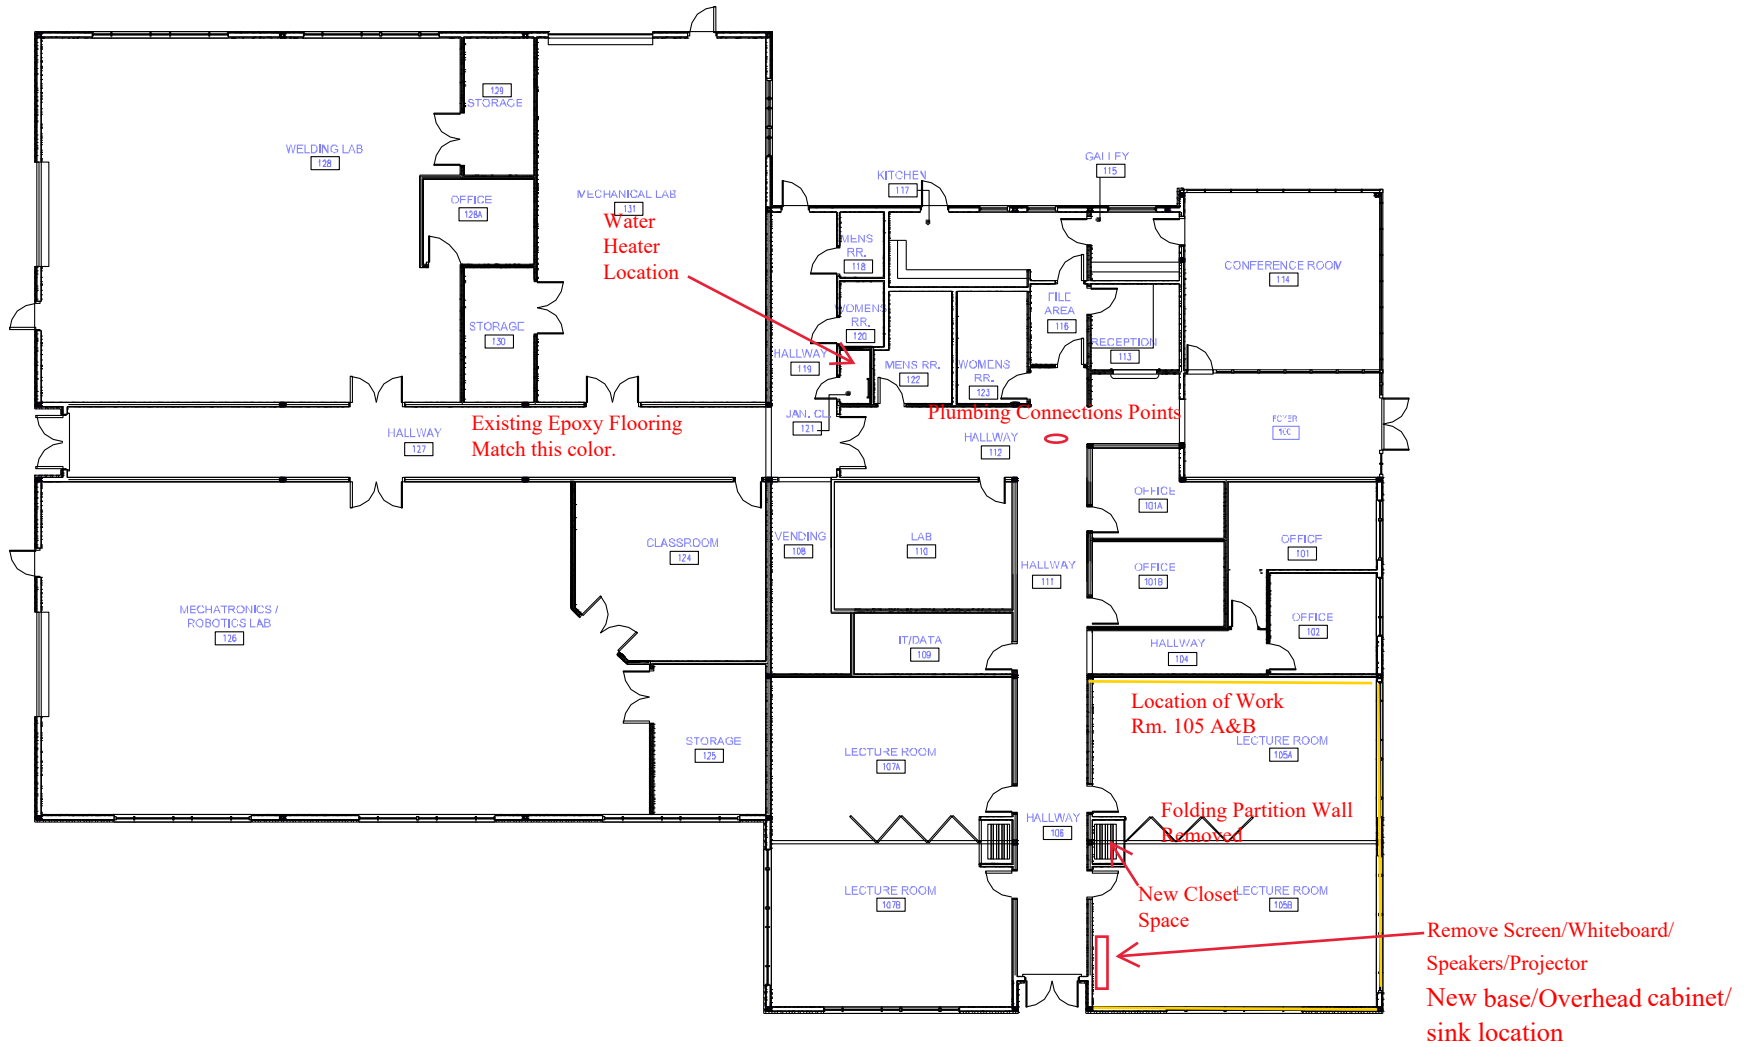 129
STORAGE
WELDING LAB
128
GALLEY
115
KITCHEN
117
OFFICE
128A
MECHANICAL LAB
131
Water
Heater
Location
MENS
RR.
118
CONFERENCE ROOM
114
FILE
AREA
116
WOMENS
RR.
120
STORAGE
130
RECEPTION
113
HALLWAY
119
MENS RR.
122
WOMENS
RR.
123
JAN. CL.
121
Plumbing Connections Points
Existing Epoxy Flooring
Match this color.
HALLWAY
127
HALLWAY
112
FOYER
100
OFFICE
101A
VENDING
108
LAB
110
CLASSROOM
124
OFFICE
101
HALLWAY
111
OFFICE
101B
MECHATRONICS /
ROBOTICS LAB
126
OFFICE
102
IT/DATA
109
HALLWAY
104
Location of Work
Rm. 105 A&B
LECTURE ROOM
105A
STORAGE
125
LECTURE ROOM
107A
Folding Partition Wall
Removed
HALLWAY
106
LECTURE ROOM
107B
New Closet
Space
LECTURE ROOM
105B
Remove Screen/Whiteboard/
Speakers/Projector
New base/Overhead cabinet/
sink location